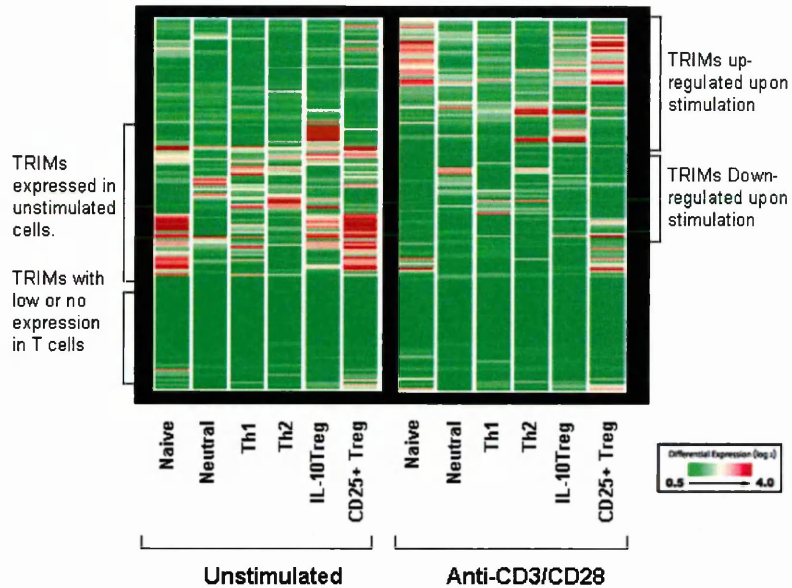 TRIMs
expressed in
unstimulated
cells.
TRIMs with
low or no
expression
in T cells
TRIMs up-
regulated upon
stimulation
TRIMs Down-
regulated upon
stimulation
Naive
Neutral
Th1
Th2
IL-10Treg
CD25+ Treg
Naive
Neutral
Th1
Th2
IL-10Treg
CD25+ Treg
Differential Expression (log 2)
0.5 4.0
Unstimulated
Anti-CD3/CD28